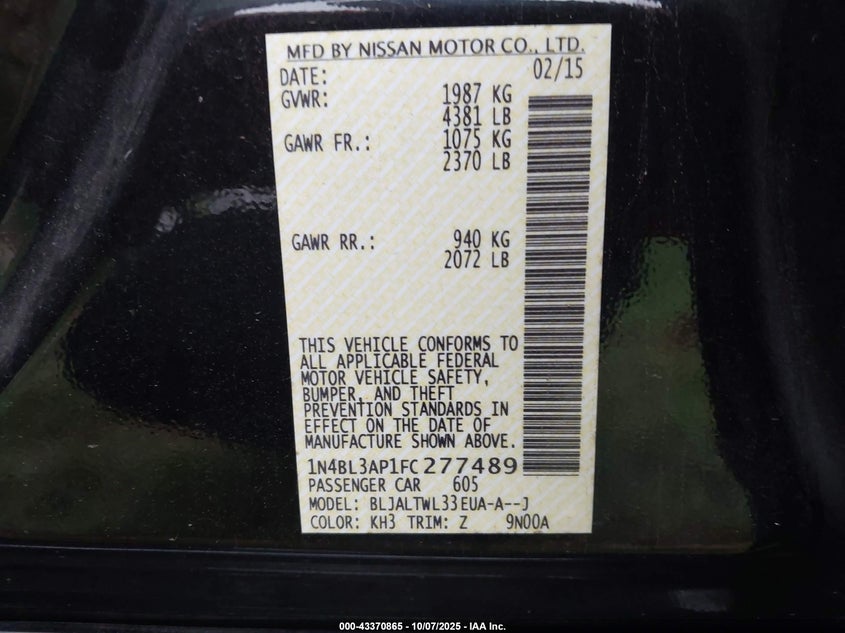 MFD BY NISSAN MOTOR CO., LTD.
DATE: 02/15
GVWR: 1987 KG
4381 LB
GAWR FR.: 1075 KG
2370 LB
GAWR RR.: 940 KG
2072 LB
THIS VEHICLE CONFORMS TO
ALL APPLICABLE FEDERAL
MOTOR VEHICLE SAFETY,
BUMPER, AND THEFT
PREVENTION STANDARDS IN
EFFECT ON THE DATE OF
MANUFACTURE SHOWN ABOVE.
1N4BL3AP1FC277489
PASSENGER CAR 605
MODEL: BLJALTWL33EUA-A--J
COLOR: KH3 TRIM: Z 9N00A
000-43370865 - 10/07/2025 - IAA Inc.